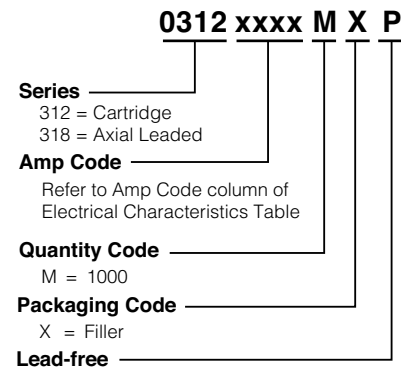 0312 xxxx M X P
Series
312 = Cartridge
318 = Axial Leaded
Amp Code
Refer to Amp Code column of
Electrical Characteristics Table
Quantity Code
M = 1000
Packaging Code
X = Filler
Lead-free